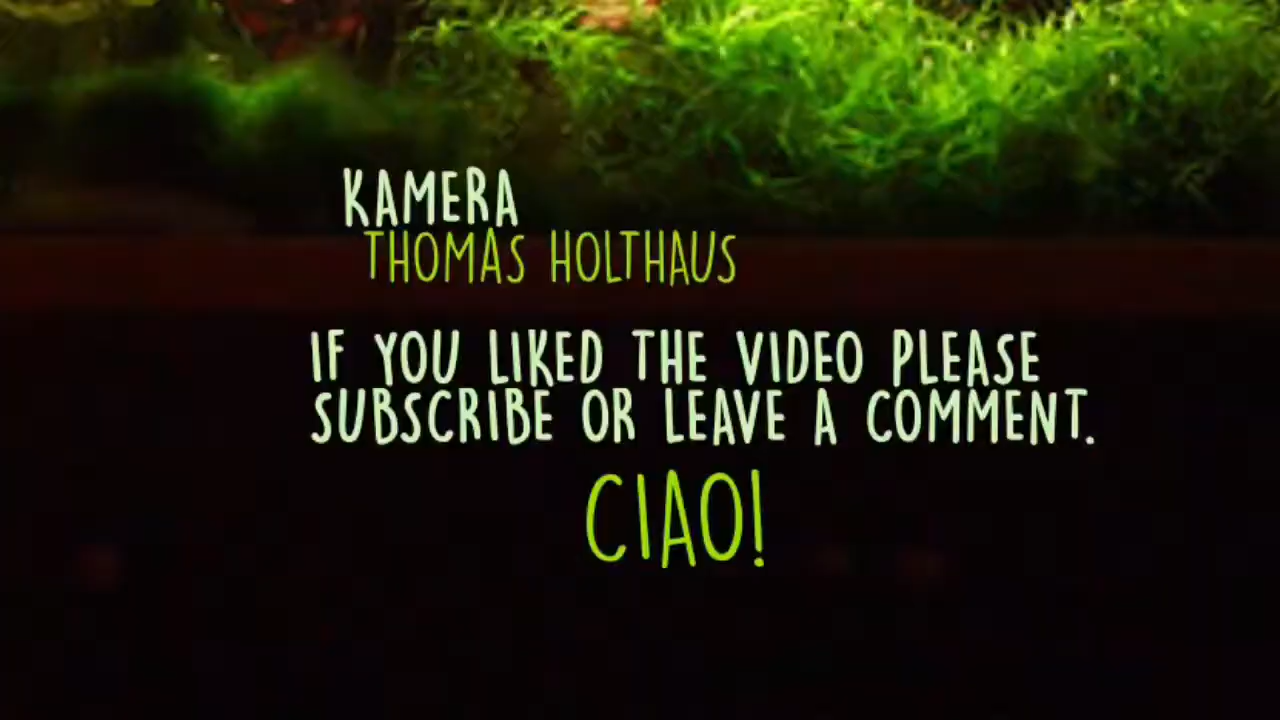 KAMERA
THOMAS HOLTHAUS
IF YOU LIKED THE VIDEO PLEASE
SUBSCRIBE OR LEAVE A COMMENT.
CIAO!